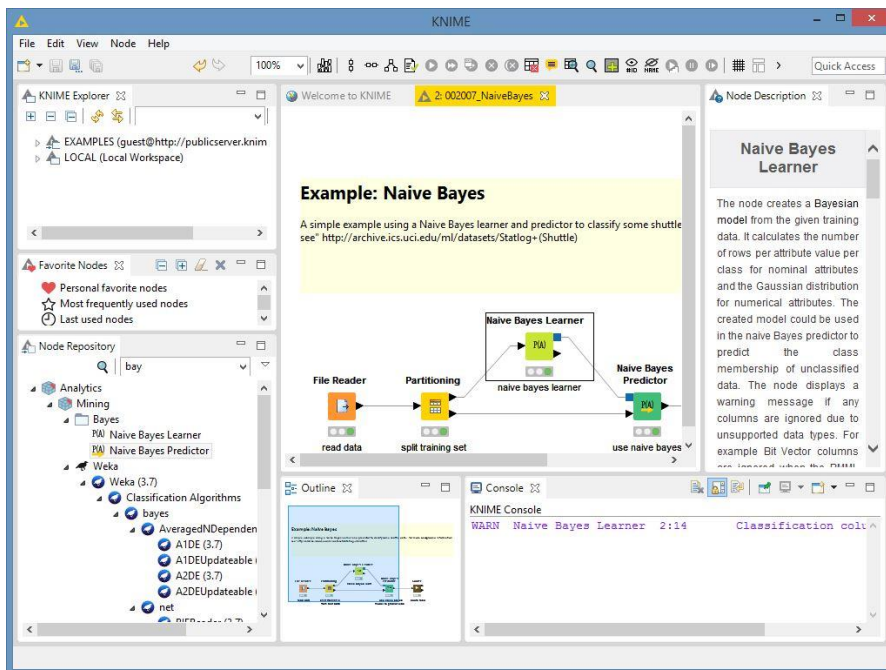 KNIME
File Edit View Node Help
100%
Quick Access
KNIME Explorer
EXAMPLES (guest@http://publicserver.knim
LOCAL (Local Workspace)
Favorite Nodes
Personal favorite nodes
Most frequently used nodes
Last used nodes
Node Repository
bay
Analytics
Mining
Bayes
Naive Bayes Learner
Naive Bayes Predictor
Weka
Weka (3.7)
Classification Algorithms
bayes
AveragedNDependen
A1DE (3.7)
A1DEUpdateable (
A2DE (3.7)
A2DEUpdateable (
net
Welcome to KNIME
2: 002007_NaiveBayes
Example: Naive Bayes
A simple example using a Naive Bayes learner and predictor to classify some shuttle
see" http://archive.ics.uci.edu/ml/datasets/Statlog+(Shuttle)
File Reader
read data
Partitioning
split training set
Naive Bayes Learner
P(A)
naive bayes learner
Naive Bayes
Predictor
P(A)
use naive bayes
Outline
Console
KNIME Console
WARN Naive Bayes Learner 2:14 Classification colu
Node Description
Naive Bayes
Learner
The node creates a Bayesian
model from the given training
data. It calculates the number
of rows per attribute value per
class for nominal attributes
and the Gaussian distribution
for numerical attributes. The
created model could be used
in the naive Bayes predictor to
predict the class
membership of unclassified
data. The node displays a
warning message if any
columns are ignored due to
unsupported data types. For
example Bit Vector columns
are ignored when the PMML